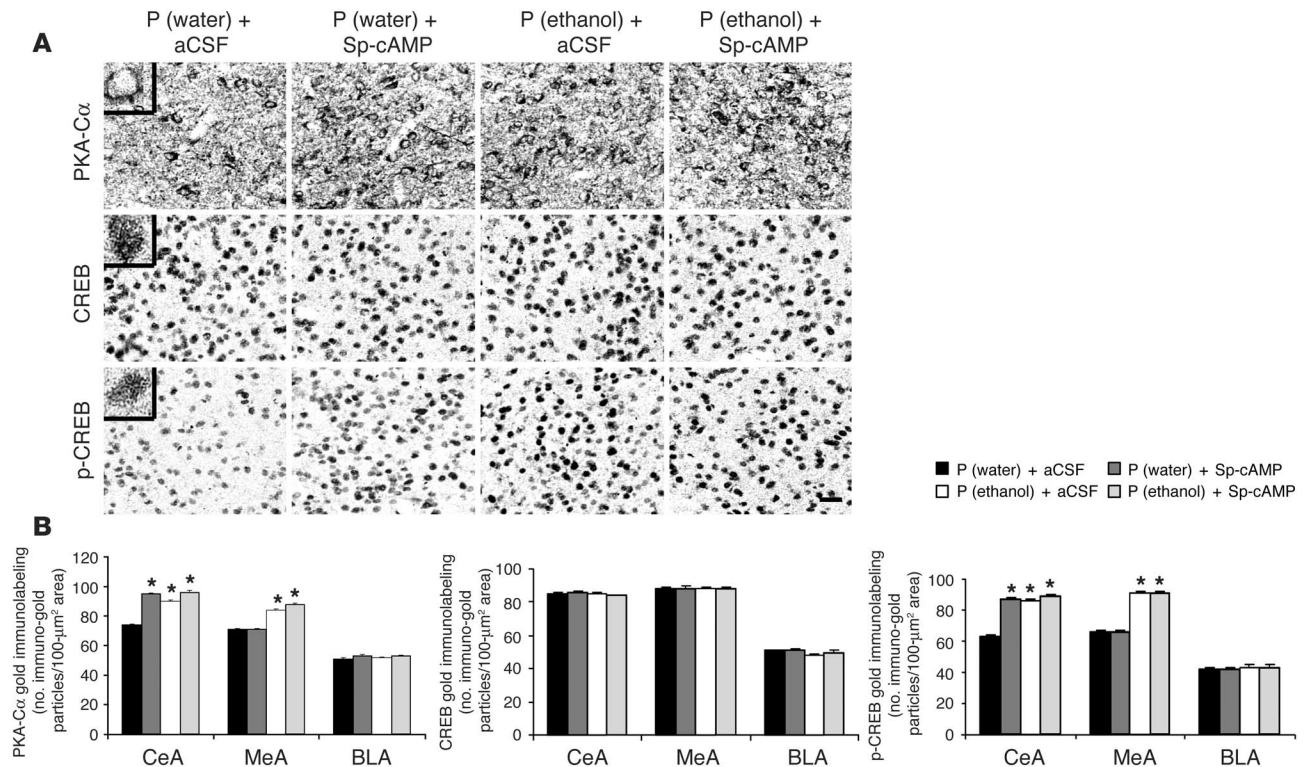 A
P (water) +
aCSF
P (water) +
Sp-cAMP
P (ethanol) +
aCSF
P (ethanol) +
Sp-cAMP
PKA-Cα
CREB
p-CREB
P (water) + aCSF
P (water) + Sp-cAMP
P (ethanol) + aCSF
P (ethanol) + Sp-cAMP
B
PKA-Cα gold immunolabeling
(no. immuno-gold
particles/100-μm² area)
120
100
80
60
40
20
0
* * *
* *
CeA MeA BLA
CREB gold immunolabeling
(no. immuno-gold
particles/100-μm² area)
100
80
60
40
20
0
CeA MeA BLA
p-CREB gold immunolabeling
(no. immuno-gold
particles/100-μm² area)
100
80
60
40
20
0
* * *
* *
CeA MeA BLA